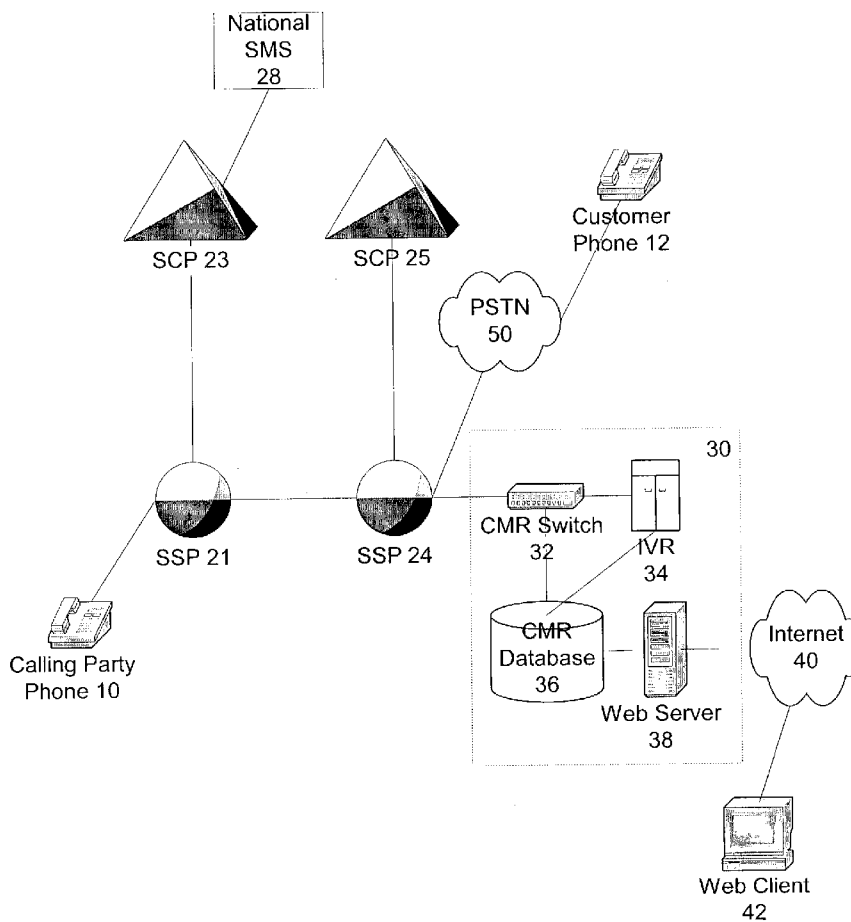 National
SMS
28
SCP 23
SCP 25
Customer
Phone 12
PSTN
50
30
SSP 21
SSP 24
CMR Switch
32
IVR
34
Calling Party
Phone 10
CMR
Database
36
Web Server
38
Internet
40
Web Client
42